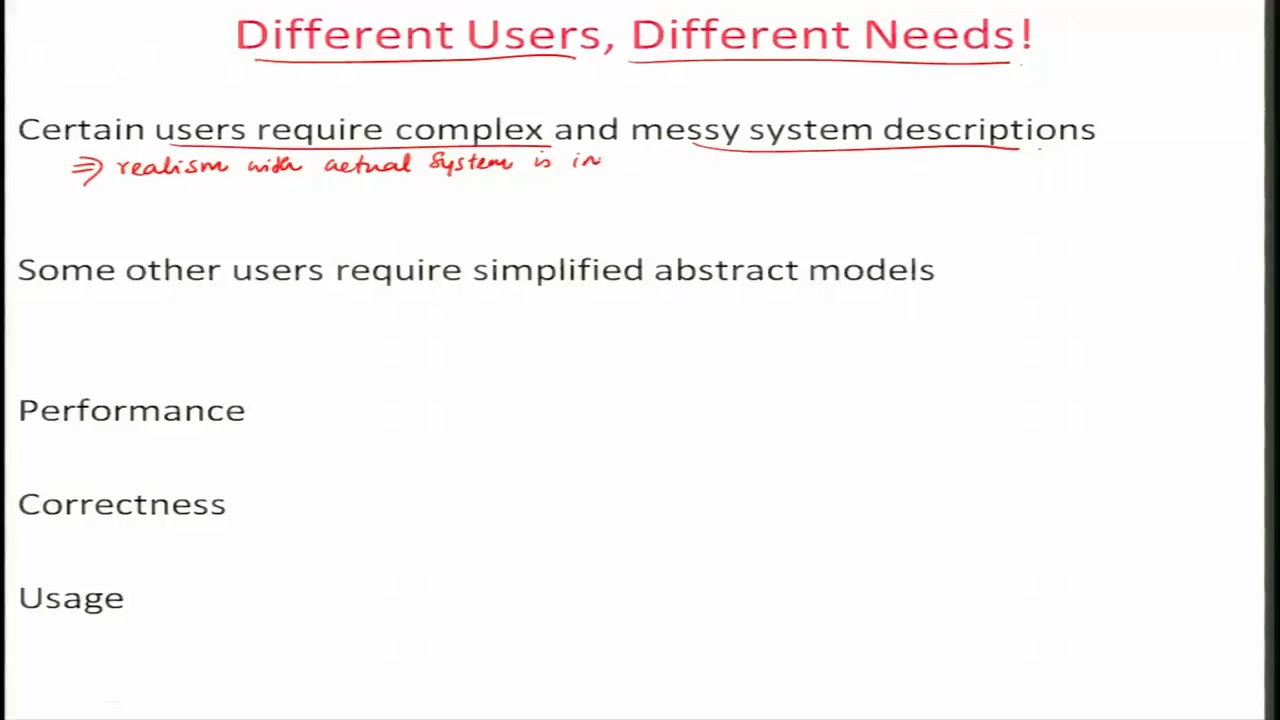 Different Users, Different Needs!
Certain users require complex and messy system descriptions
⇒ realism with actual system is in
Some other users require simplified abstract models
Performance
Correctness
Usage